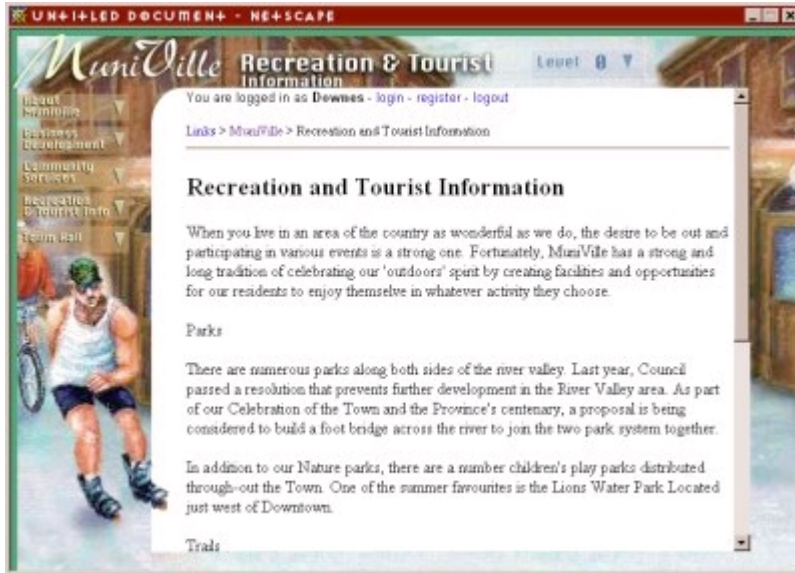 UNTITLED DOCUMENT - NETSCAPE
MuniVille Recreation & Tourist
Information
Level 0
You are logged in as Downes - login - register - logout
Links > MuniVille > Recreation and Tourist Information
About
Muniville
Business
Development
Community
Services
Recreation
& Tourist Info
Town Hall
Recreation and Tourist Information
When you live in an area of the country as wonderful as we do, the desire to be out and
participating in various events is a strong one. Fortunately, MuniVille has a strong and
long tradition of celebrating our 'outdoors' spirit by creating facilities and opportunities
for our residents to enjoy themselve in whatever activity they choose.
Parks
There are numerous parks along both sides of the river valley. Last year, Council
passed a resolution that prevents further development in the River Valley area. As part
of our Celebration of the Town and the Province's centenary, a proposal is being
considered to build a foot bridge across the river to join the two park system together.
In addition to our Nature parks, there are a number children's play parks distributed
through-out the Town. One of the summer favourites is the Lions Water Park Located
just west of Downtown.
Trails